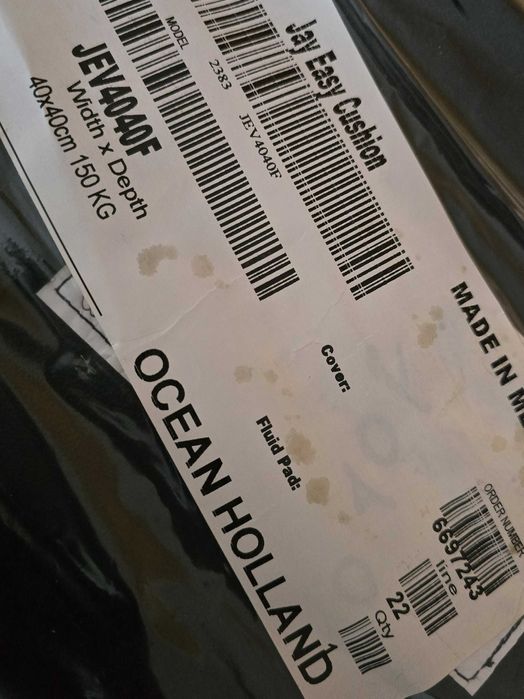 Jay Easy Cushion
2383 JEV4040F
MODEL
JEV4040F
Width x Depth
40x40cm 150 KG
MADE IN
Cover:
Fluid Pad:
OCEAN HOLLAND
ORDER NUMBER
6697243
line
22
Qty
1